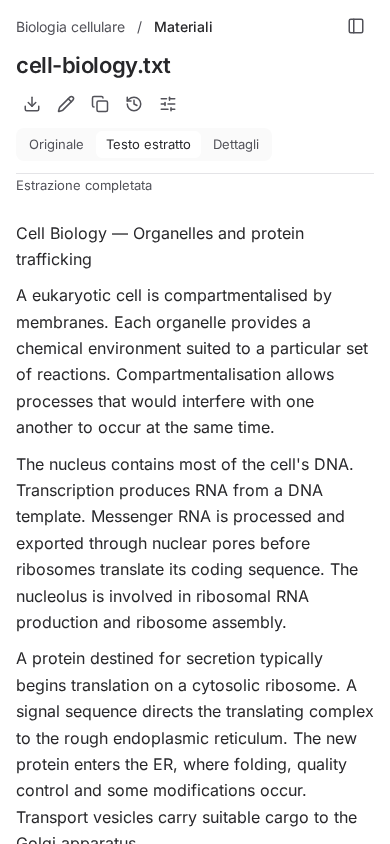 Biologia cellulare / Materiali
cell-biology.txt
Originale Testo estratto Dettagli
Estrazione completata
Cell Biology — Organelles and protein
trafficking
A eukaryotic cell is compartmentalised by
membranes. Each organelle provides a
chemical environment suited to a particular set
of reactions. Compartmentalisation allows
processes that would interfere with one
another to occur at the same time.
The nucleus contains most of the cell's DNA.
Transcription produces RNA from a DNA
template. Messenger RNA is processed and
exported through nuclear pores before
ribosomes translate its coding sequence. The
nucleolus is involved in ribosomal RNA
production and ribosome assembly.
A protein destined for secretion typically
begins translation on a cytosolic ribosome. A
signal sequence directs the translating complex
to the rough endoplasmic reticulum. The new
protein enters the ER, where folding, quality
control and some modifications occur.
Transport vesicles carry suitable cargo to the
Golgi apparatus.